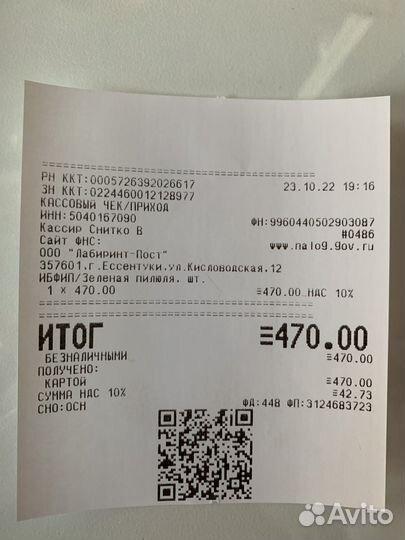 РН ККТ:0005726392026617 23.10.22 19:16
ЗН ККТ:0224460012128977
КАССОВЫЙ ЧЕК/ПРИХОД
ИНН:5040167090 ФН:9960440502903087
Кассир Снитко В #0486
Сайт ФНС: www.nalog.gov.ru
ООО "Лабиринт-Пост"
357601,г.Ессентуки,ул.Кисловодская,12
ИБФИП/Зеленая пилюля, шт.
1 x 470.00 ≡470.00 НДС 10%
ИТОГ ≡470.00
БЕЗНАЛИЧНЫМИ ≡470.00
ПОЛУЧЕНО:
КАРТОЙ ≡470.00
СУММА НДС 10% ≡42.73
СНО:ОСН ФД:448 ФП:3124683723
Avito